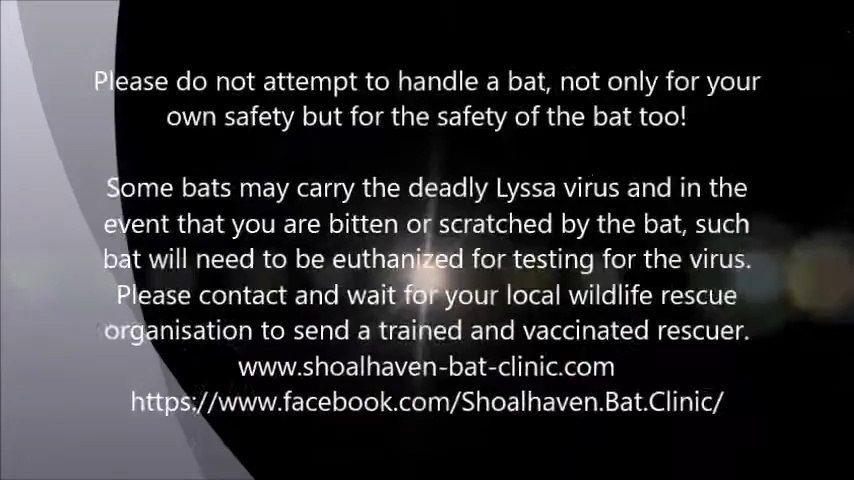 Please do not attempt to handle a bat, not only for your
own safety but for the safety of the bat too!
Some bats may carry the deadly Lyssa virus and in the
event that you are bitten or scratched by the bat, such
bat will need to be euthanized for testing for the virus.
Please contact and wait for your local wildlife rescue
organisation to send a trained and vaccinated rescuer.
www.shoalhaven-bat-clinic.com
https://www.facebook.com/Shoalhaven.Bat.Clinic/